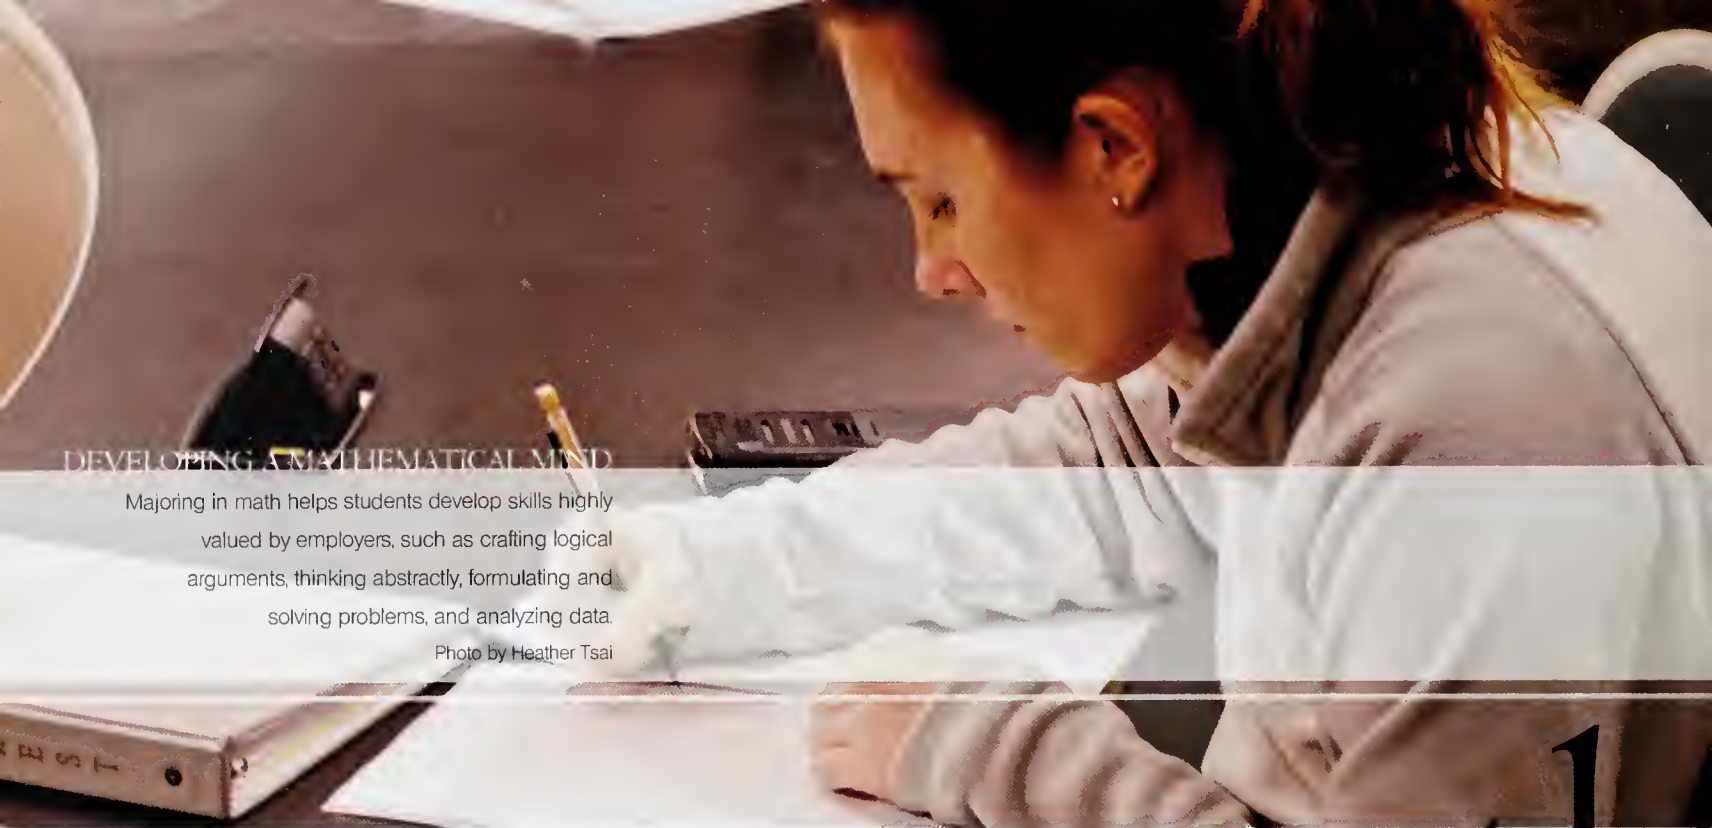 DEVELOPING A MATHEMATICAL MIND
Majoring in math helps students develop skills highly
valued by employers, such as crafting logical
arguments, thinking abstractly, formulating and
solving problems, and analyzing data.
Photo by Heather Tsai
EST
1